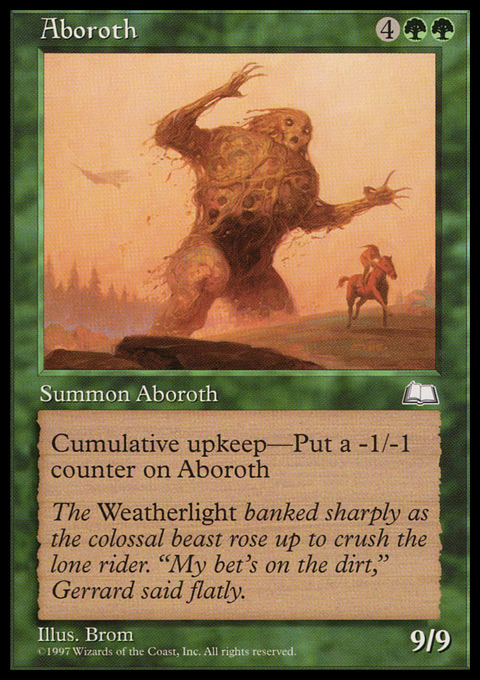 Aboroth 4
Summon Aboroth
Cumulative upkeep—Put a -1/-1
counter on Aboroth
The Weatherlight banked sharply as
the colossal beast rose up to crush the
lone rider. “My bet’s on the dirt,”
Gerrard said flatly.
Illus. Brom
©1997 Wizards of the Coast, Inc. All rights reserved.
9/9